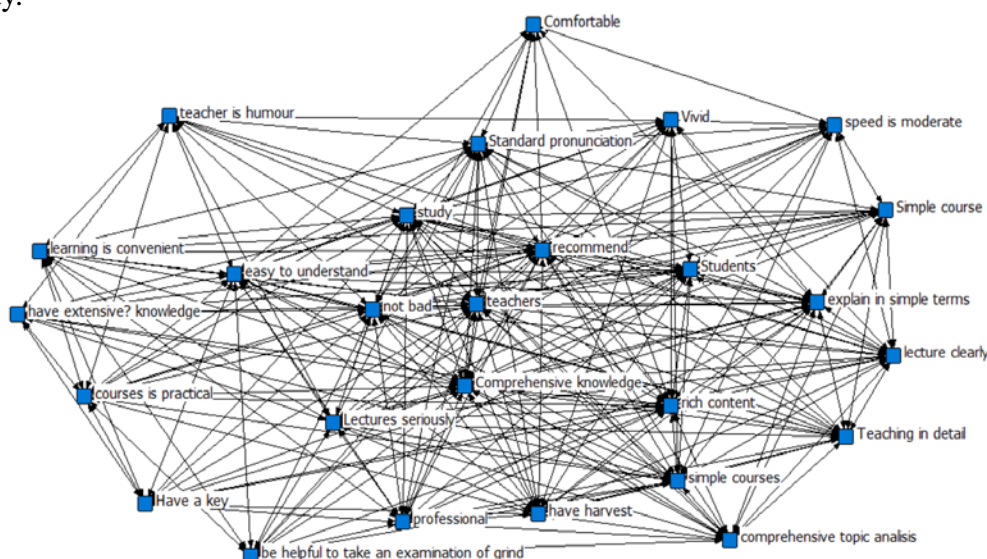 Comfortable
teacher is humour
Vivid
speed is moderate
Standard pronunciation
Simple course
study
recommend
learning is convenient
easy to understand
Students
have extensive? knowledge
not bad
teachers
explain in simple terms
lecture clearly
Comprehensive knowledge
courses is practical
rich content
Lectures seriously?
Teaching in detail
simple courses
Have a key
professional
have harvest
comprehensive topic analisis
be helpful to take an examination of grind